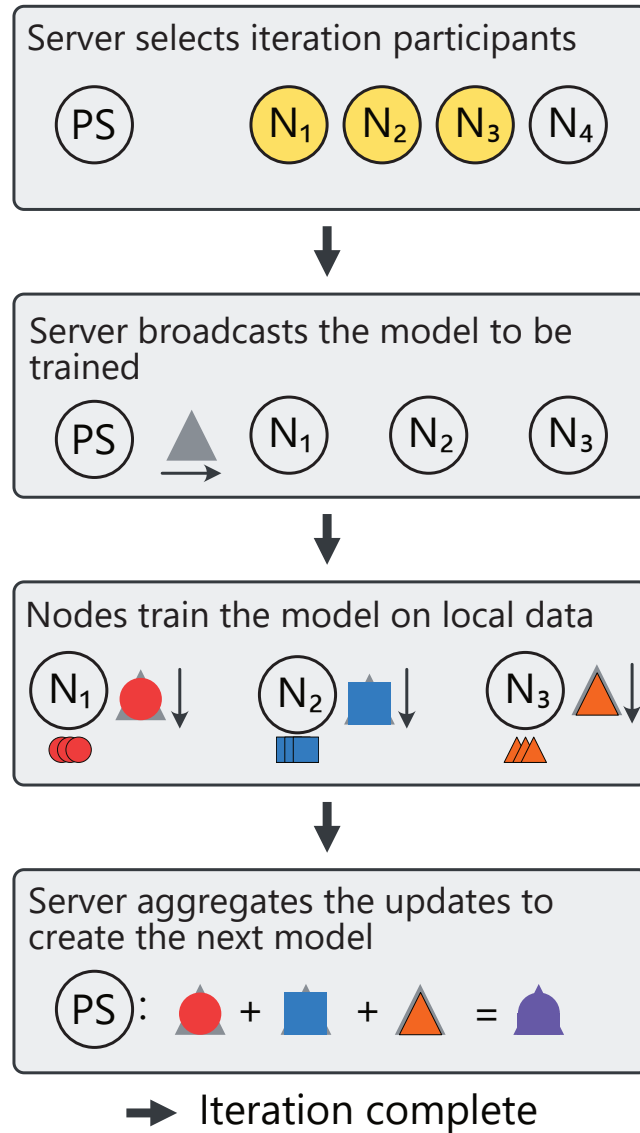 Server selects iteration participants
PS N₁ N₂ N₃ N₄
Server broadcasts the model to be
trained
PS N₁ N₂ N₃
Nodes train the model on local data
N₁ N₂ N₃
Server aggregates the updates to
create the next model
PS : + + =
Iteration complete